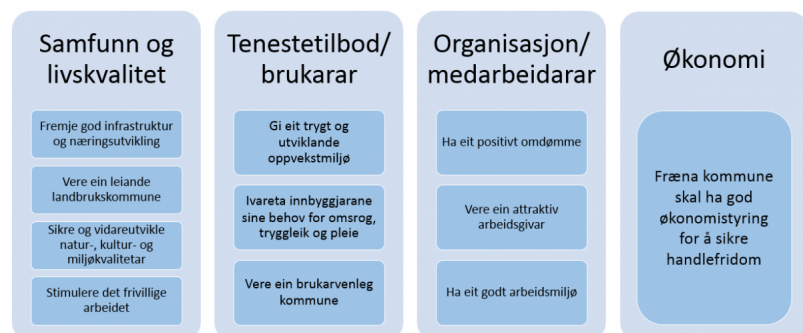 Samfunn og
livskvalitet
Fremje god infrastruktur
og næringsutvikling
Vere ein leiande
landbrukskommune
Sikre og vidareutvikle
natur-, kultur- og
miljøkvalitetar
Stimulere det frivillige
arbeidet
Tenestetilbod/
brukarar
Gi eit trygt og
utviklande
oppvekstmiljø
Ivareta innbyggjarane
sine behov for omsrog,
tryggleik og pleie
Vere ein brukarvenleg
kommune
Organisasjon/
medarbeidarar
Ha eit positivt omdømme
Vere ein attraktiv
arbeidsgivar
Ha eit godt arbeidsmiljø
Økonomi
Fræna kommune
skal ha god
økonomistyring
for å sikre
handlefridom